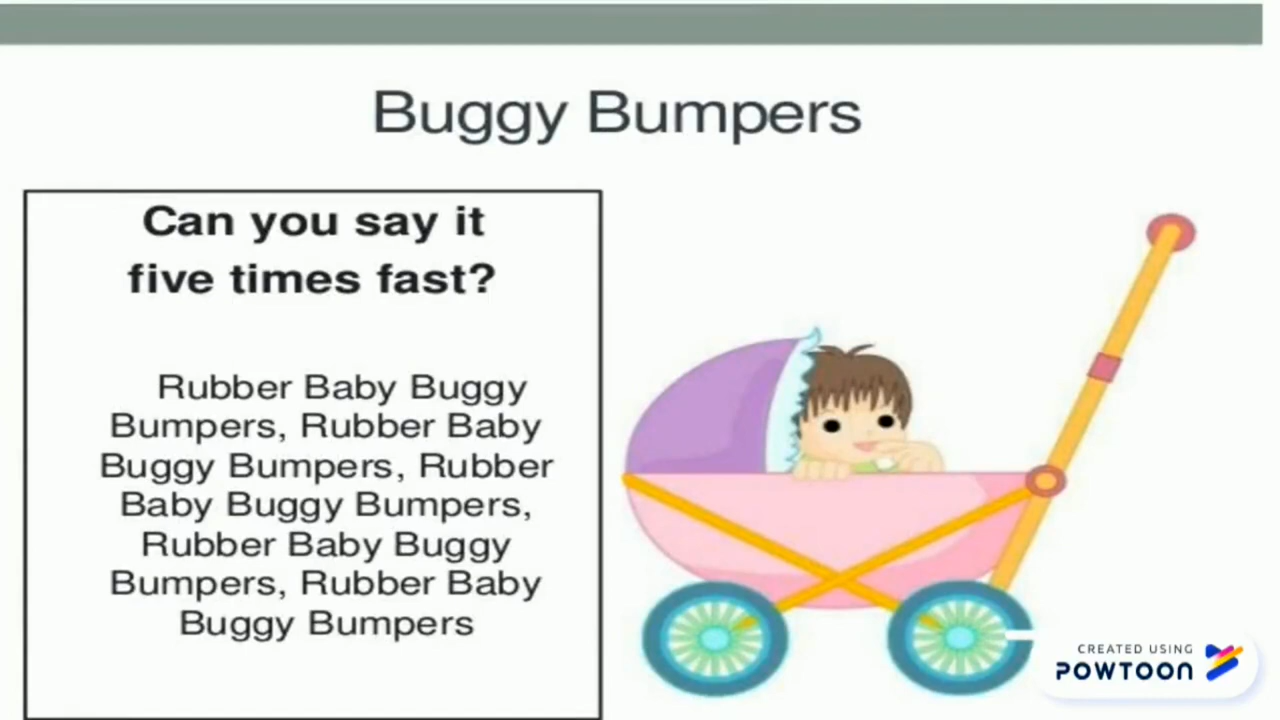 Buggy Bumpers
Can you say it
five times fast?
Rubber Baby Buggy
Bumpers, Rubber Baby
Buggy Bumpers, Rubber
Baby Buggy Bumpers,
Rubber Baby Buggy
Bumpers, Rubber Baby
Buggy Bumpers
CREATED USING
POWTOON